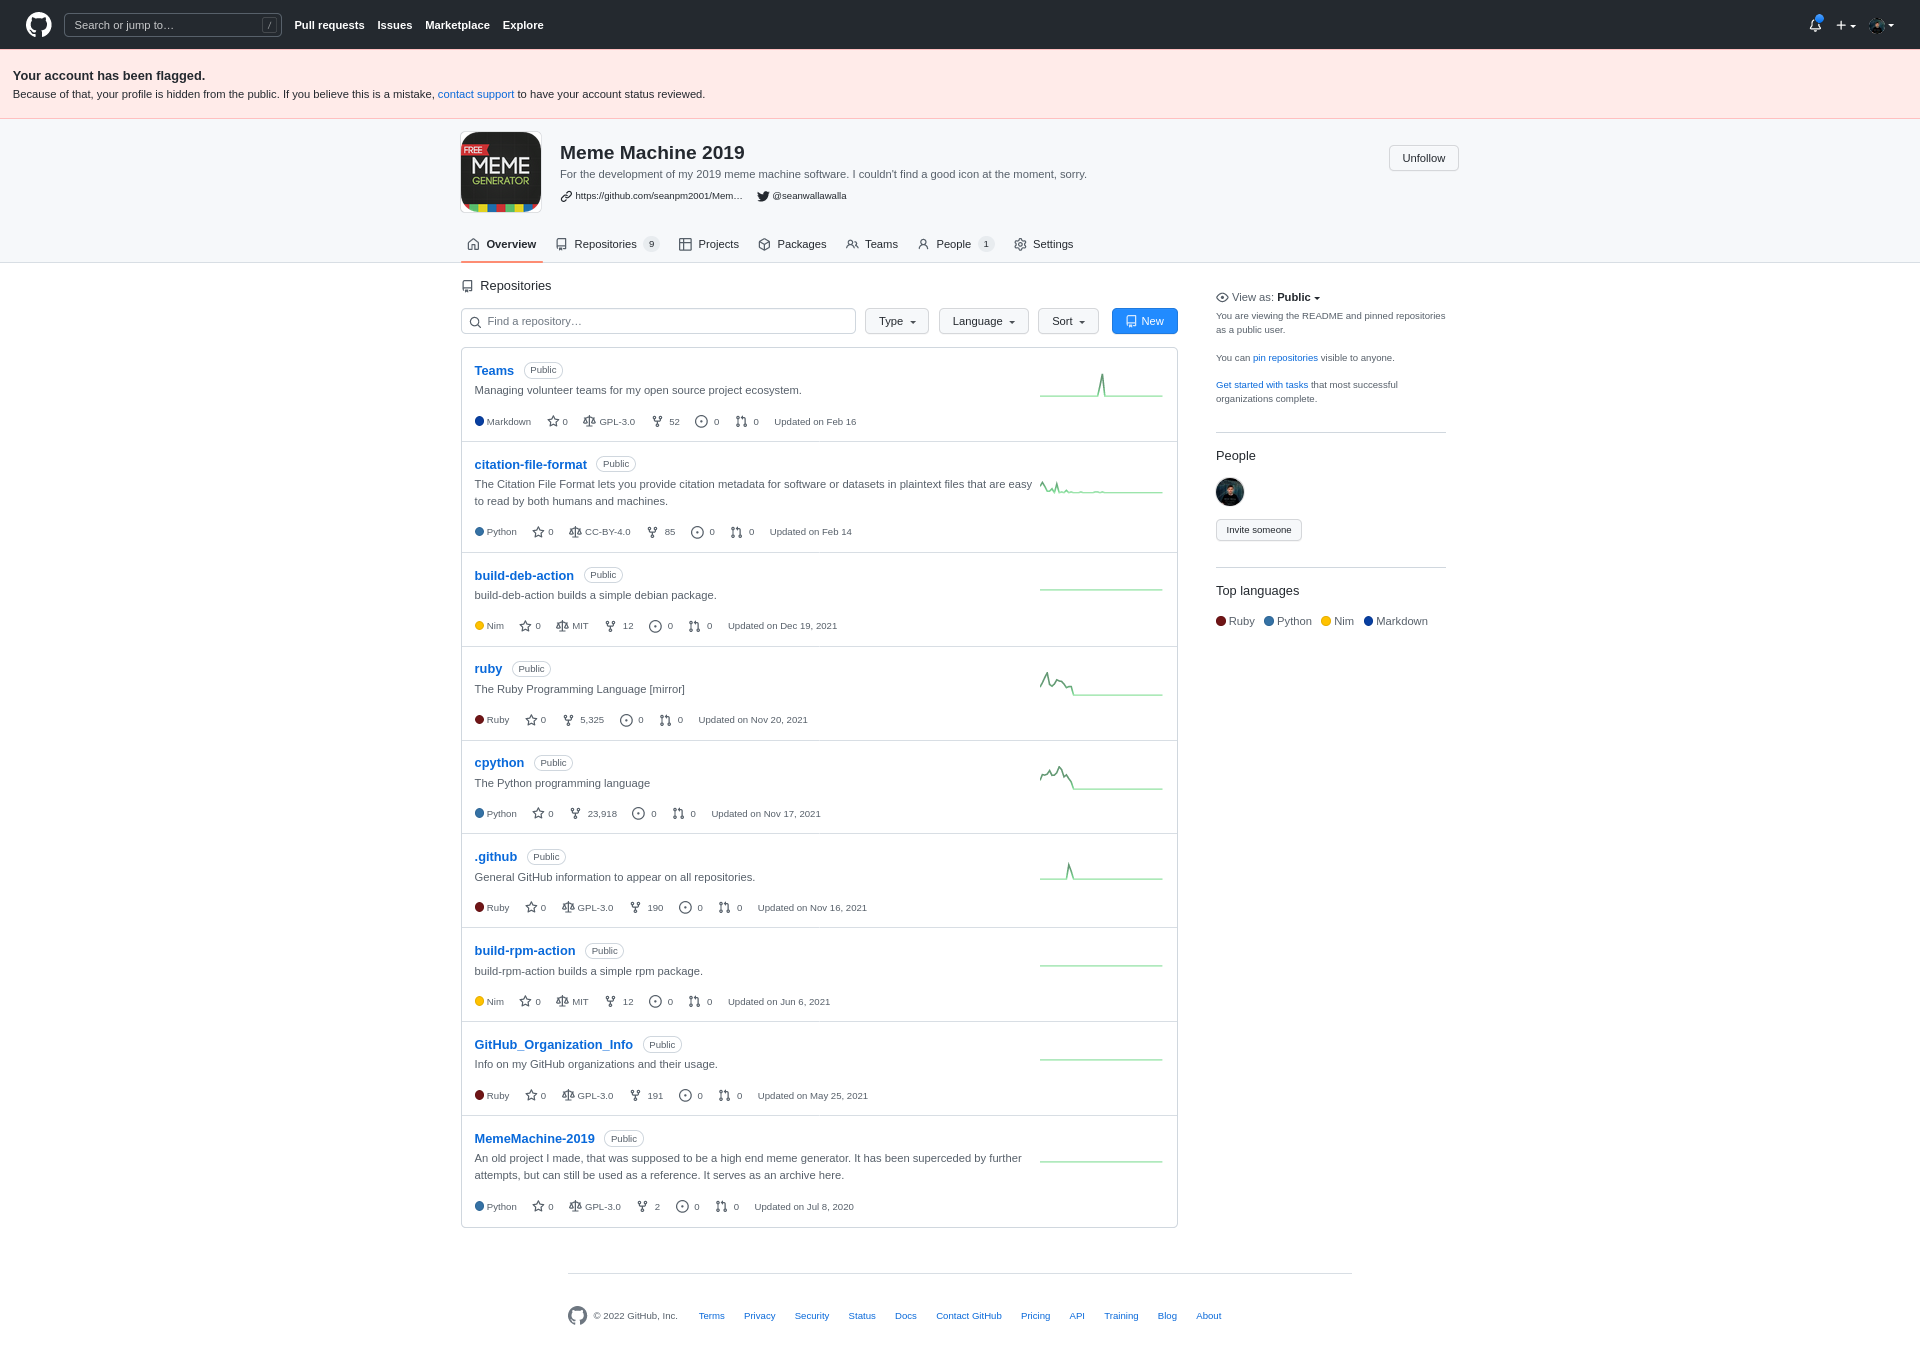 Search or jump to…
/
Pull requests Issues Marketplace Explore
Your account has been flagged.
Because of that, your profile is hidden from the public. If you believe this is a mistake, contact support to have your account status reviewed.
FREE
MEME
GENERATOR
Meme Machine 2019
For the development of my 2019 meme machine software. I couldn't find a good icon at the moment, sorry.
https://github.com/seanpm2001/Mem… @seanwallawalla
Unfollow
Overview Repositories 9 Projects Packages Teams People 1 Settings
Repositories
Find a repository…
Type Language Sort New
Teams Public
Managing volunteer teams for my open source project ecosystem.
Markdown 0 GPL-3.0 52 0 0 Updated on Feb 16
citation-file-format Public
The Citation File Format lets you provide citation metadata for software or datasets in plaintext files that are easy
to read by both humans and machines.
Python 0 CC-BY-4.0 85 0 0 Updated on Feb 14
build-deb-action Public
build-deb-action builds a simple debian package.
Nim 0 MIT 12 0 0 Updated on Dec 19, 2021
ruby Public
The Ruby Programming Language [mirror]
Ruby 0 5,325 0 0 Updated on Nov 20, 2021
cpython Public
The Python programming language
Python 0 23,918 0 0 Updated on Nov 17, 2021
.github Public
General GitHub information to appear on all repositories.
Ruby 0 GPL-3.0 190 0 0 Updated on Nov 16, 2021
build-rpm-action Public
build-rpm-action builds a simple rpm package.
Nim 0 MIT 12 0 0 Updated on Jun 6, 2021
GitHub_Organization_Info Public
Info on my GitHub organizations and their usage.
Ruby 0 GPL-3.0 191 0 0 Updated on May 25, 2021
MemeMachine-2019 Public
An old project I made, that was supposed to be a high end meme generator. It has been superceded by further
attempts, but can still be used as a reference. It serves as an archive here.
Python 0 GPL-3.0 2 0 0 Updated on Jul 8, 2020
View as: Public
You are viewing the README and pinned repositories
as a public user.
You can pin repositories visible to anyone.
Get started with tasks that most successful
organizations complete.
People
Invite someone
Top languages
Ruby Python Nim Markdown
© 2022 GitHub, Inc. Terms Privacy Security Status Docs Contact GitHub Pricing API Training Blog About